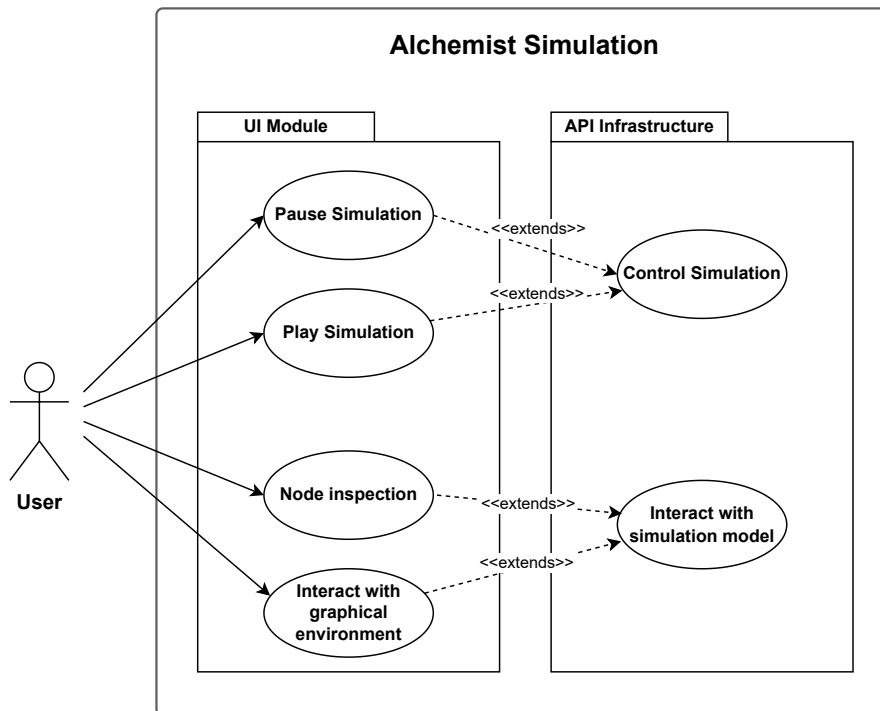 Alchemist Simulation
UI Module
API Infrastructure
Pause Simulation
<<extends>>
Control Simulation
<<extends>>
Play Simulation
User
Node inspection
<<extends>>
Interact with
simulation model
<<extends>>
Interact with
graphical
environment